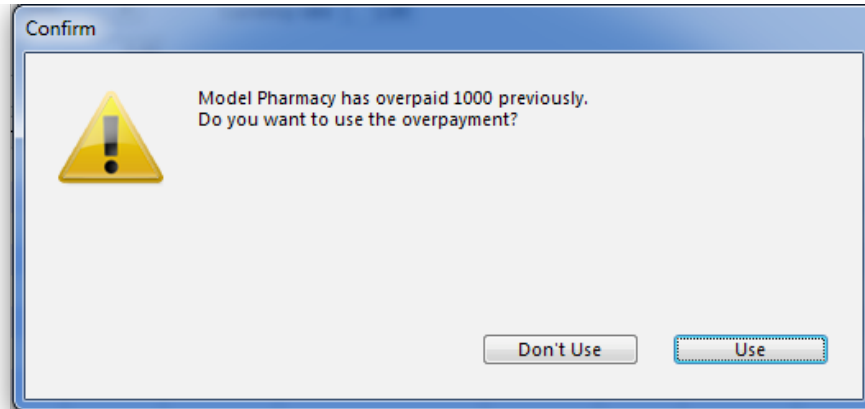 Confirm
Model Pharmacy has overpaid 1000 previously.
Do you want to use the overpayment?
Don't Use
Use